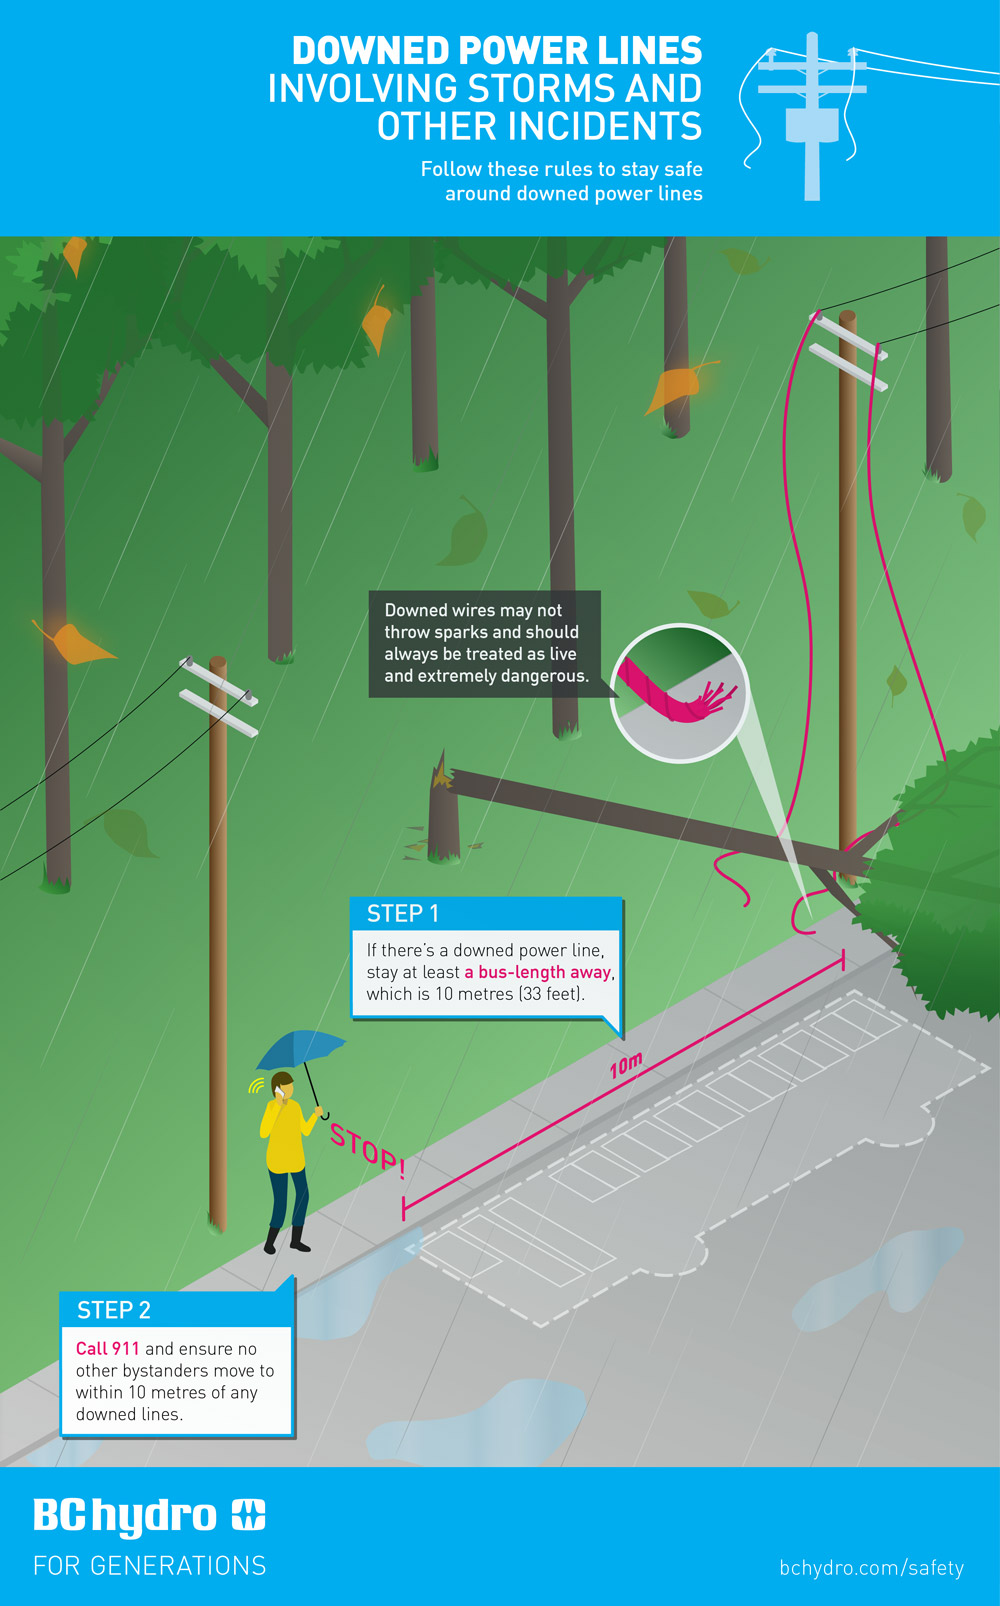 DOWNED POWER LINES
INVOLVING STORMS AND
OTHER INCIDENTS
Follow these rules to stay safe
around downed power lines
Downed wires may not
throw sparks and should
always be treated as live
and extremely dangerous.
STEP 1
If there's a downed power line,
stay at least a bus-length away,
which is 10 metres (33 feet).
10m
STOP!
STEP 2
Call 911 and ensure no
other bystanders move to
within 10 metres of any
downed lines.
BC hydro
FOR GENERATIONS
bchydro.com/safety